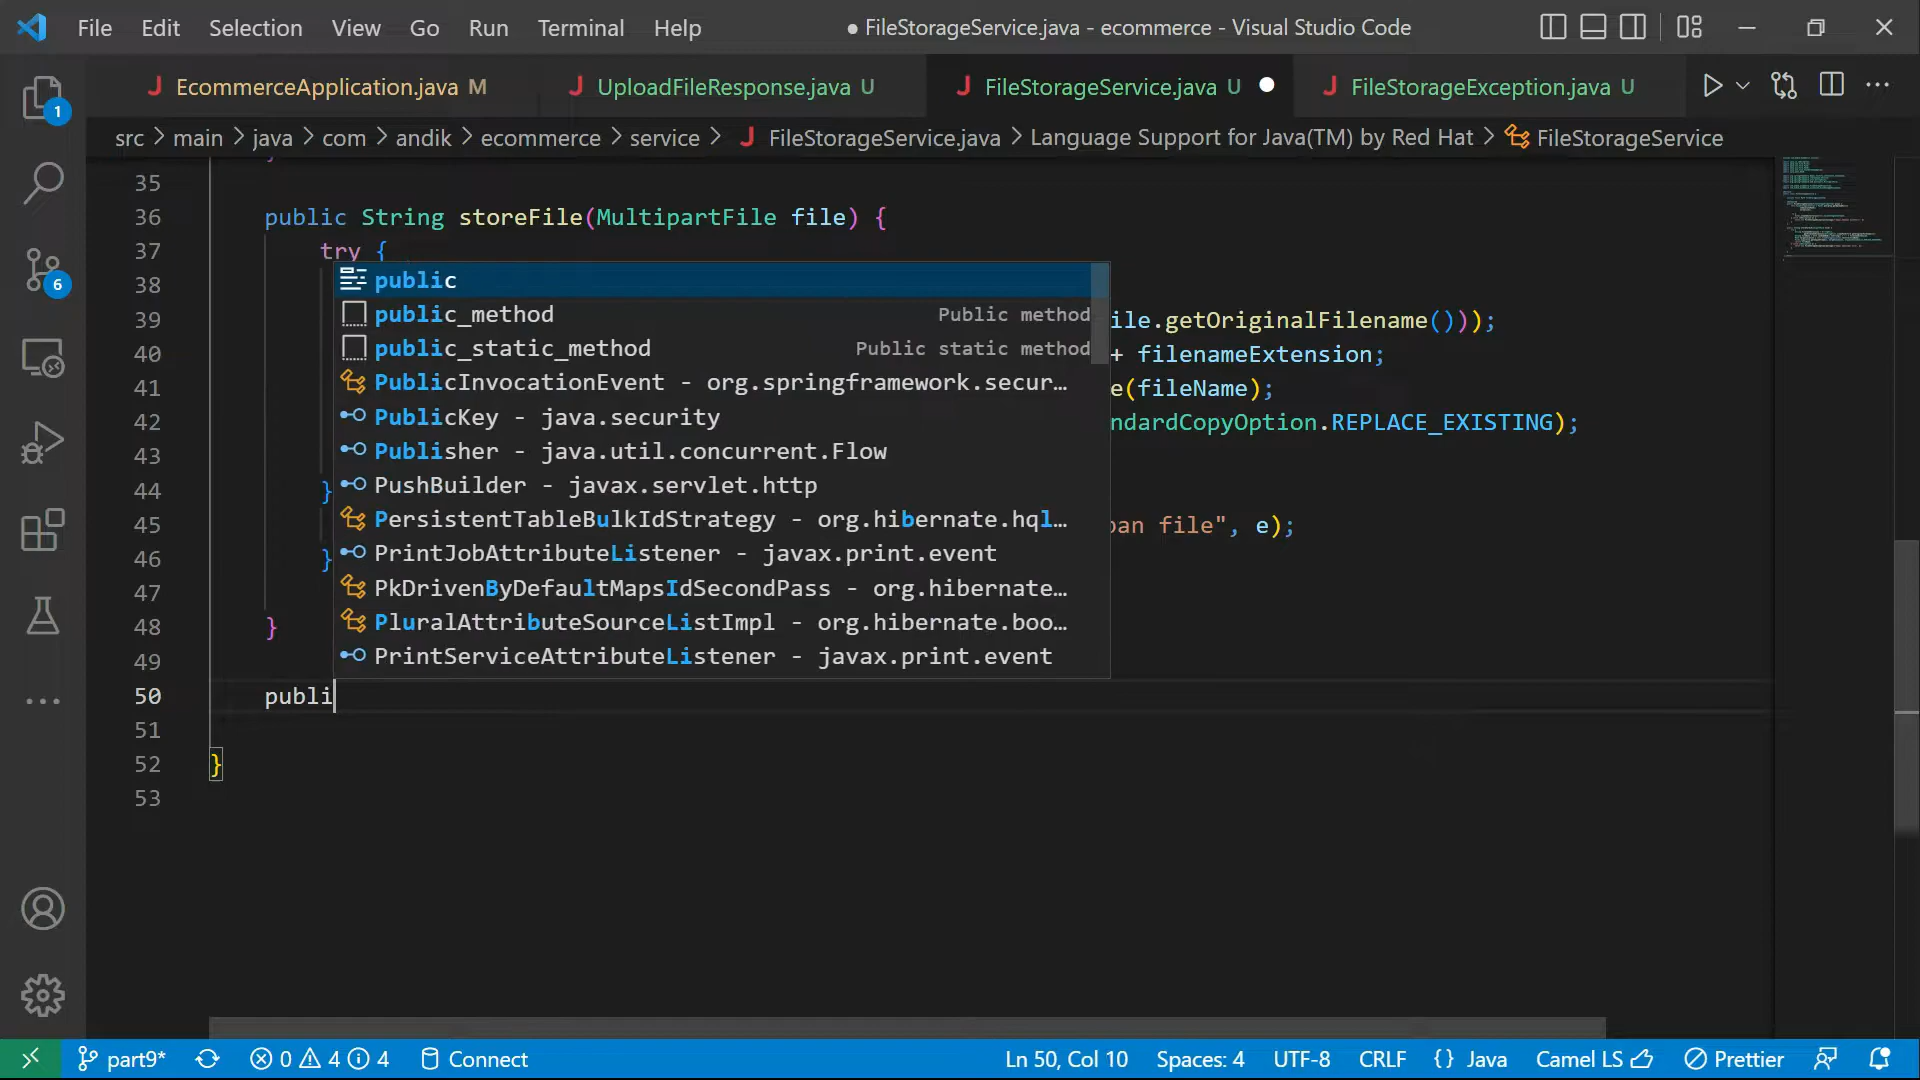 File Edit Selection View Go Run Terminal Help ● FileStorageService.java - ecommerce - Visual Studio Code
EcommerceApplication.java M UploadFileResponse.java U FileStorageService.java U FileStorageException.java U
src > main > java > com > andik > ecommerce > service > FileStorageService.java > Language Support for Java(TM) by Red Hat > FileStorageService
35
36 public String storeFile(MultipartFile file) {
37 try {
38 public
public_method Public method
39 ile.getOriginalFilename()));
public_static_method Public static method
40 + filenameExtension;
PublicInvocationEvent - org.springframework.secur…
41 e(fileName);
PublicKey - java.security
42 ndardCopyOption.REPLACE_EXISTING);
Publisher - java.util.concurrent.Flow
43
PushBuilder - javax.servlet.http
44 }
PersistentTableBulkIdStrategy - org.hibernate.hql…
45 pan file", e);
PrintJobAttributeListener - javax.print.event
46 }
PkDrivenByDefaultMapsIdSecondPass - org.hibernate…
47
PluralAttributeSourceListImpl - org.hibernate.boo…
48 }
PrintServiceAttributeListener - javax.print.event
49
50 publi
51
52 }
53
1
6
part9* 0 4 4 Connect Ln 50, Col 10 Spaces: 4 UTF-8 CRLF {} Java Camel LS Prettier